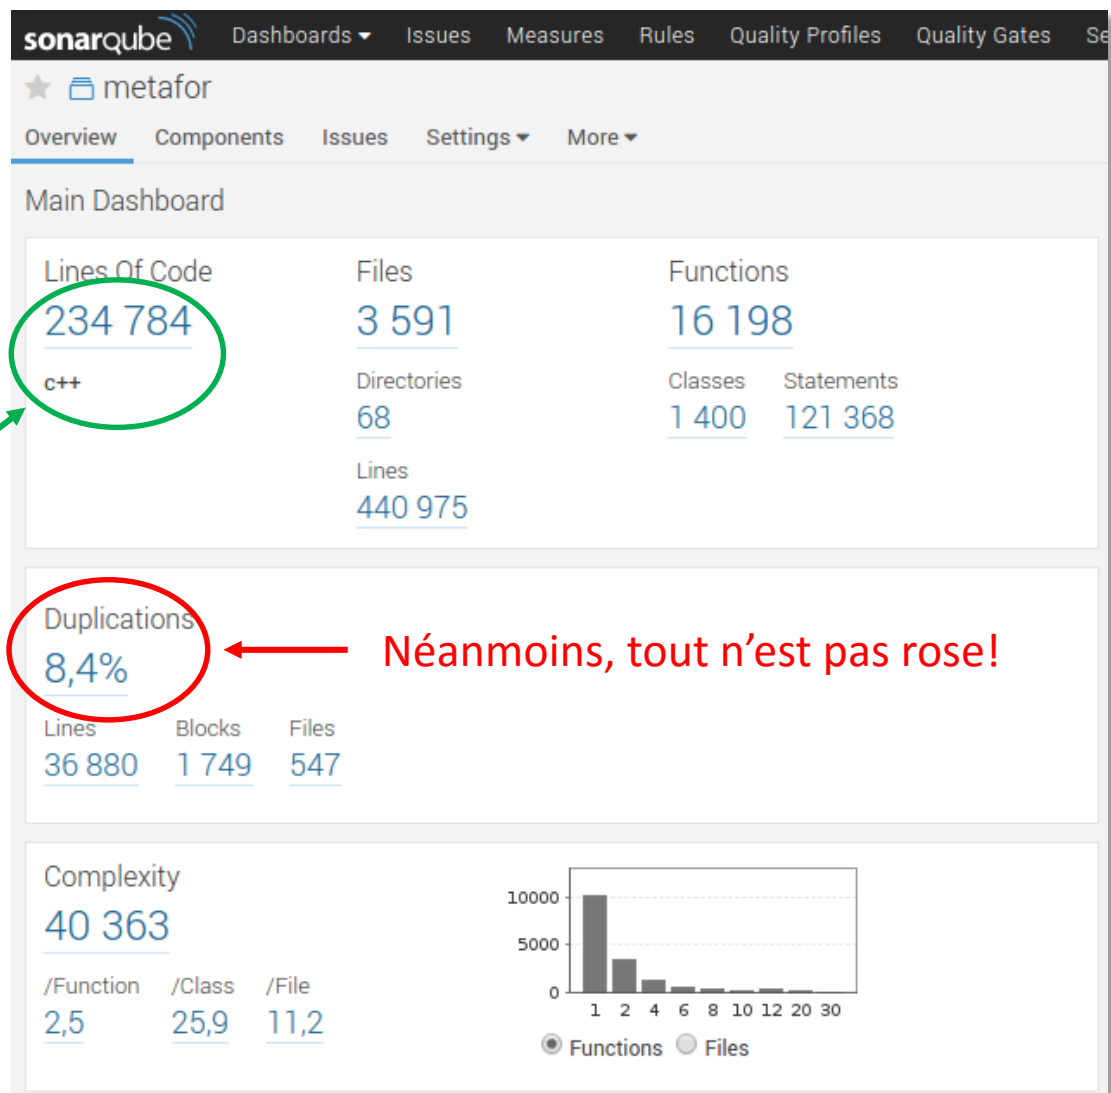 sonarqube Dashboards Issues Measures Rules Quality Profiles Quality Gates Se
metafor
Overview Components Issues Settings More
Main Dashboard
Lines Of Code Files Functions
234 784 3 591 16 198
c++ Directories Classes Statements
68 1 400 121 368
Lines
440 975
Duplications
8,4%
Néanmoins, tout n’est pas rose!
Lines Blocks Files
36 880 1 749 547
Complexity
40 363
/Function /Class /File
2,5 25,9 11,2
10000
5000
0
1 2 4 6 8 10 12 20 30
Functions Files